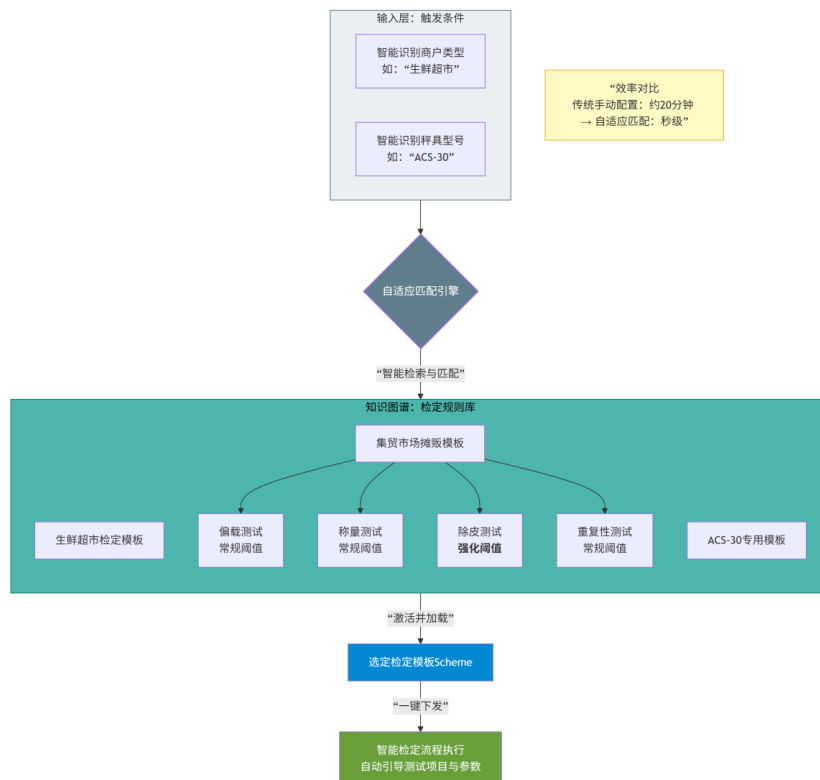 输入层：触发条件
智能识别商户类型
如：“生鲜超市”
智能识别秤具型号
如：“ACS-30”
“效率对比
传统手动配置：约20分钟
→ 自适应匹配：秒级”
自适应匹配引擎
“智能检索与匹配”
知识图谱：检定规则库
集贸市场摊贩模板
生鲜超市检定模板
偏载测试
常规阈值
称量测试
常规阈值
除皮测试
强化阈值
重复性测试
常规阈值
ACS-30专用模板
“激活并加载”
选定检定模板Scheme
“一键下发”
智能检定流程执行
自动引导测试项目与参数